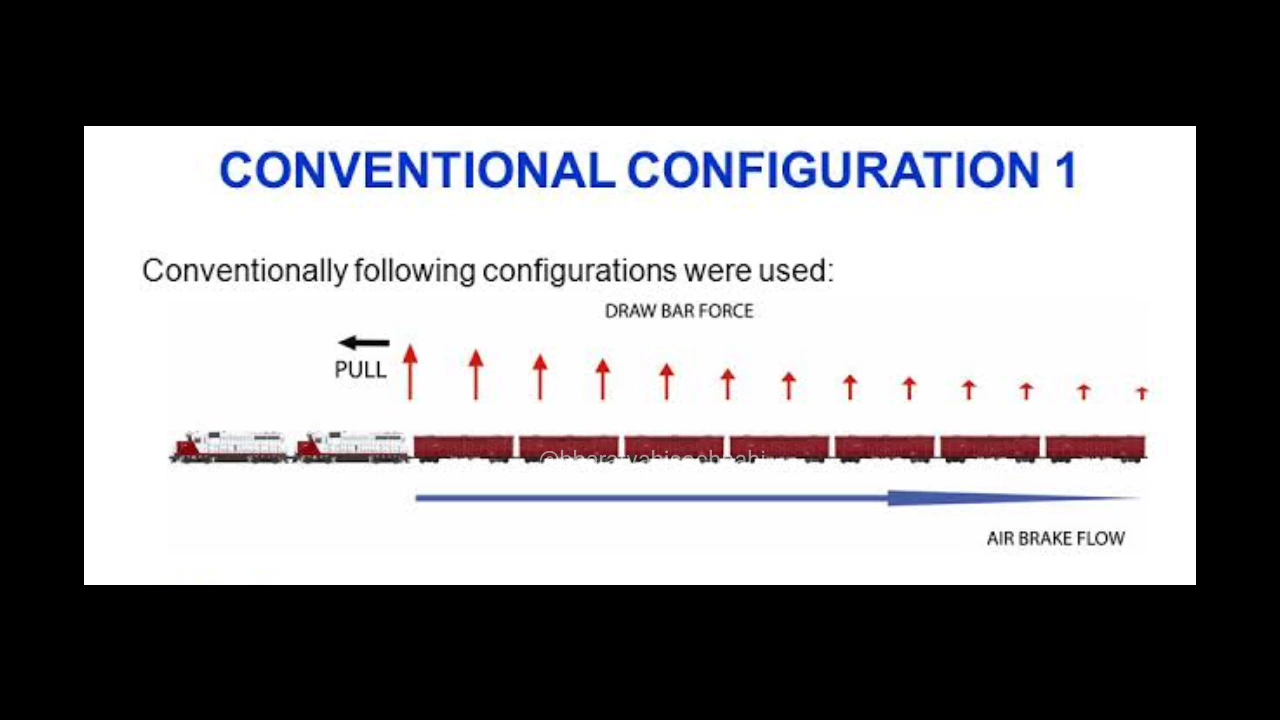 CONVENTIONAL CONFIGURATION 1
Conventionally following configurations were used:
DRAW BAR FORCE
PULL
AIR BRAKE FLOW